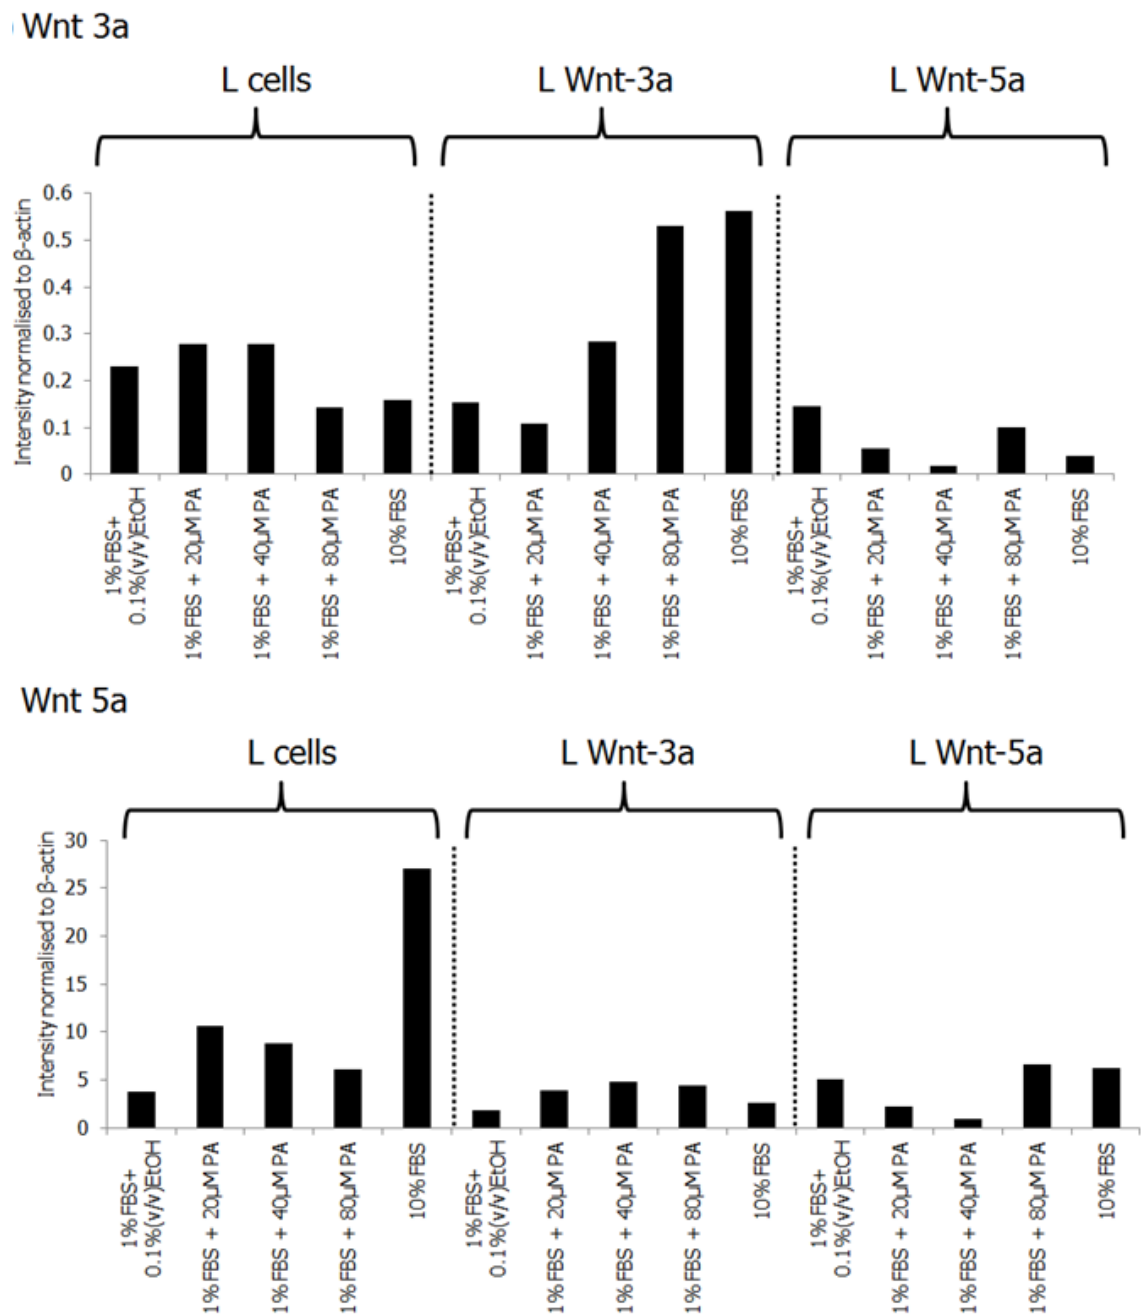 Wnt 3a
L cells
L Wnt-3a
L Wnt-5a
Intensity normalised to β-actin
0.6
0.5
0.4
0.3
0.2
0.1
0
1%FBS+
0.1%(v/v)EtOH
1%FBS + 20µM PA
1%FBS + 40µM PA
1%FBS + 80µM PA
10%FBS
1%FBS+
0.1%(v/v)EtOH
1%FBS + 20µM PA
1%FBS + 40µM PA
1%FBS + 80µM PA
10%FBS
1%FBS+
0.1%(v/v)EtOH
1%FBS + 20µM PA
1%FBS + 40µM PA
1%FBS + 80µM PA
10%FBS
Wnt 5a
L cells
L Wnt-3a
L Wnt-5a
Intensity normalised to β-actin
30
25
20
15
10
5
0
1%FBS+
0.1%(v/v)EtOH
1%FBS + 20µM PA
1%FBS + 40µM PA
1%FBS + 80µM PA
10%FBS
1%FBS+
0.1%(v/v)EtOH
1%FBS + 20µM PA
1%FBS + 40µM PA
1%FBS + 80µM PA
10%FBS
1%FBS+
0.1%(v/v)EtOH
1%FBS + 20µM PA
1%FBS + 40µM PA
1%FBS + 80µM PA
10%FBS